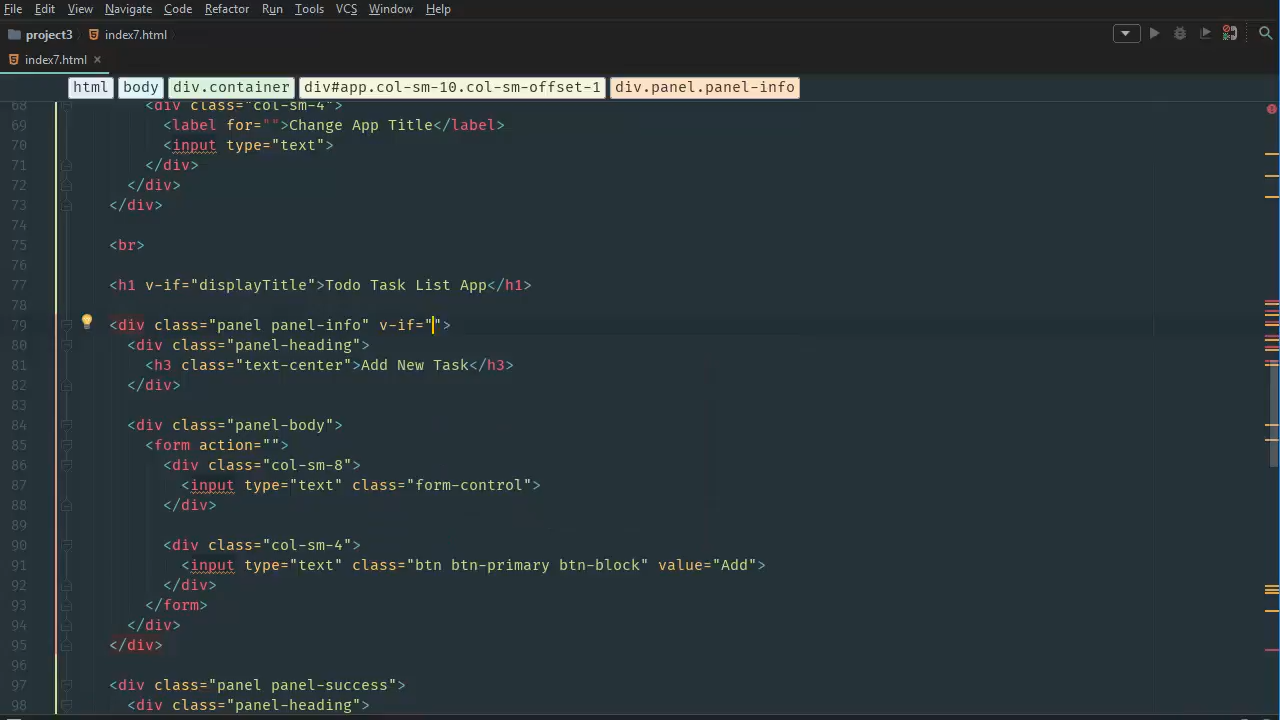 File Edit View Navigate Code Refactor Run Tools VCS Window Help
project3 index7.html
index7.html ×
html body div.container div#app.col-sm-10.col-sm-offset-1 div.panel.panel-info
68 <div class="col-sm-4">
69 <label for="">Change App Title</label>
70 <input type="text">
71 </div>
72 </div>
73 </div>
74
75 <br>
76
77 <h1 v-if="displayTitle">Todo Task List App</h1>
78
79 <div class="panel panel-info" v-if="">
80 <div class="panel-heading">
81 <h3 class="text-center">Add New Task</h3>
82 </div>
83
84 <div class="panel-body">
85 <form action="">
86 <div class="col-sm-8">
87 <input type="text" class="form-control">
88 </div>
89
90 <div class="col-sm-4">
91 <input type="text" class="btn btn-primary btn-block" value="Add">
92 </div>
93 </form>
94 </div>
95 </div>
96
97 <div class="panel panel-success">
98 <div class="panel-heading">